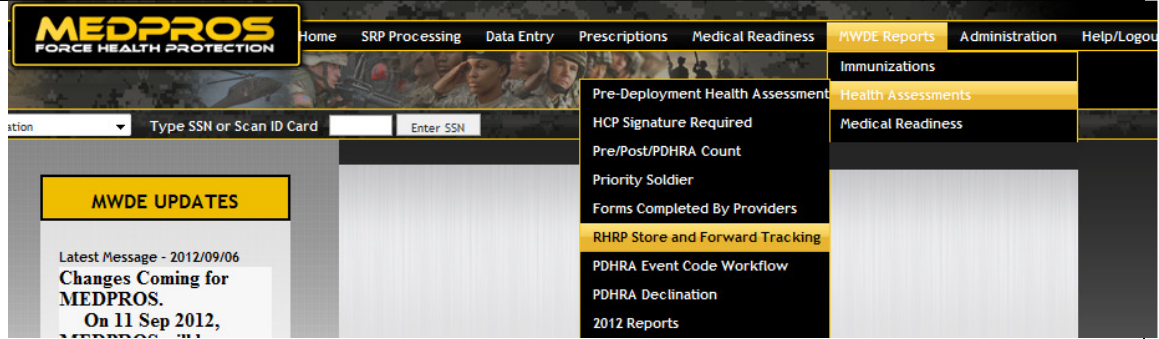 MEDPROS
FORCE HEALTH PROTECTION
Home SRP Processing Data Entry Prescriptions Medical Readiness MWDE Reports Administration Help/Logou
Immunizations
Health Assessments
Medical Readiness
Pre-Deployment Health Assessment
HCP Signature Required
Pre/Post/PDHRA Count
Priority Soldier
Forms Completed By Providers
RHRP Store and Forward Tracking
PDHRA Event Code Workflow
PDHRA Declination
2012 Reports
ation Type SSN or Scan ID Card Enter SSN
MWDE UPDATES
Latest Message - 2012/09/06
Changes Coming for
MEDPROS.
On 11 Sep 2012,